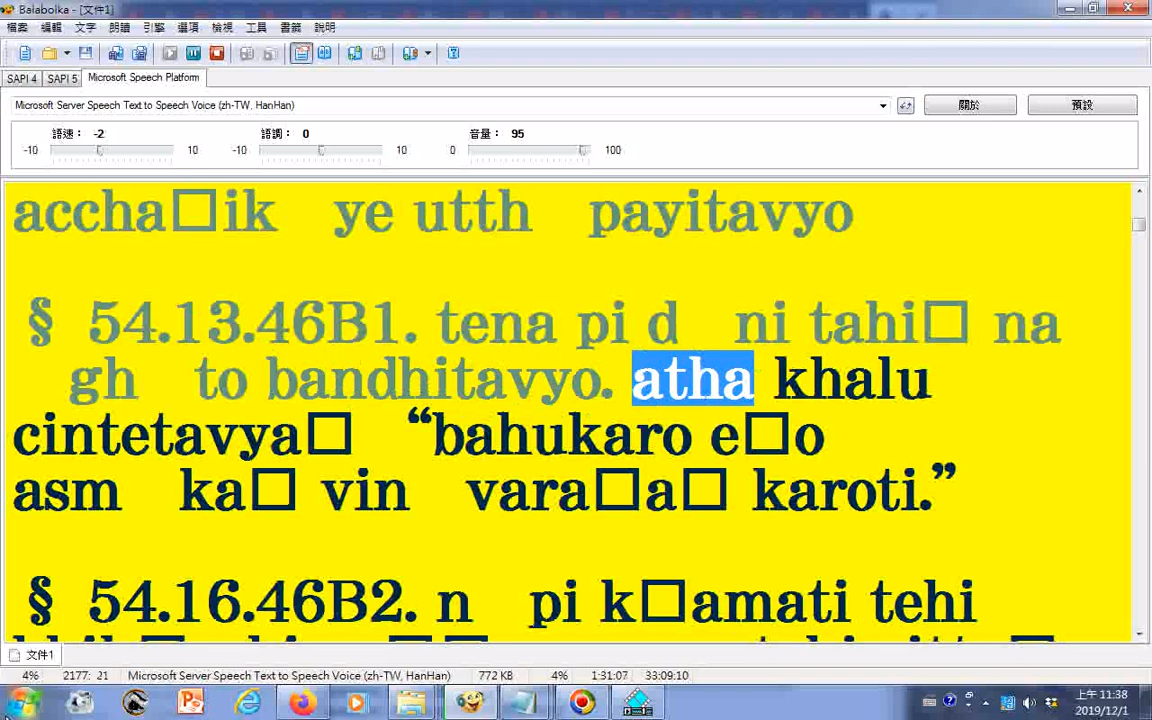 Balabolka - [文件1]
檔案 編輯 文字 朗讀 引擎 選項 檢視 工具 書籤 說明
SAPI 4 SAPI 5 Microsoft Speech Platform
Microsoft Server Speech Text to Speech Voice (zh-TW, HanHan) 關於 預設
語速： -2 語調： 0 音量： 95
-10 10 -10 10 0 100
accha□ik ye utth payitavyo
§ 54.13.46B1. tena pi d ni tahi□ na
gh to bandhitavyo. atha khalu
cintetavya□ “bahukaro e□o
asm ka□ vin vara□a□ karoti.”
§ 54.16.46B2. n pi k□amati tehi
文件1
4% 2177: 21 Microsoft Server Speech Text to Speech Voice (zh-TW, HanHan) 772 KB 4% 1:31:07 33:09:10
上午 11:38
2019/12/1